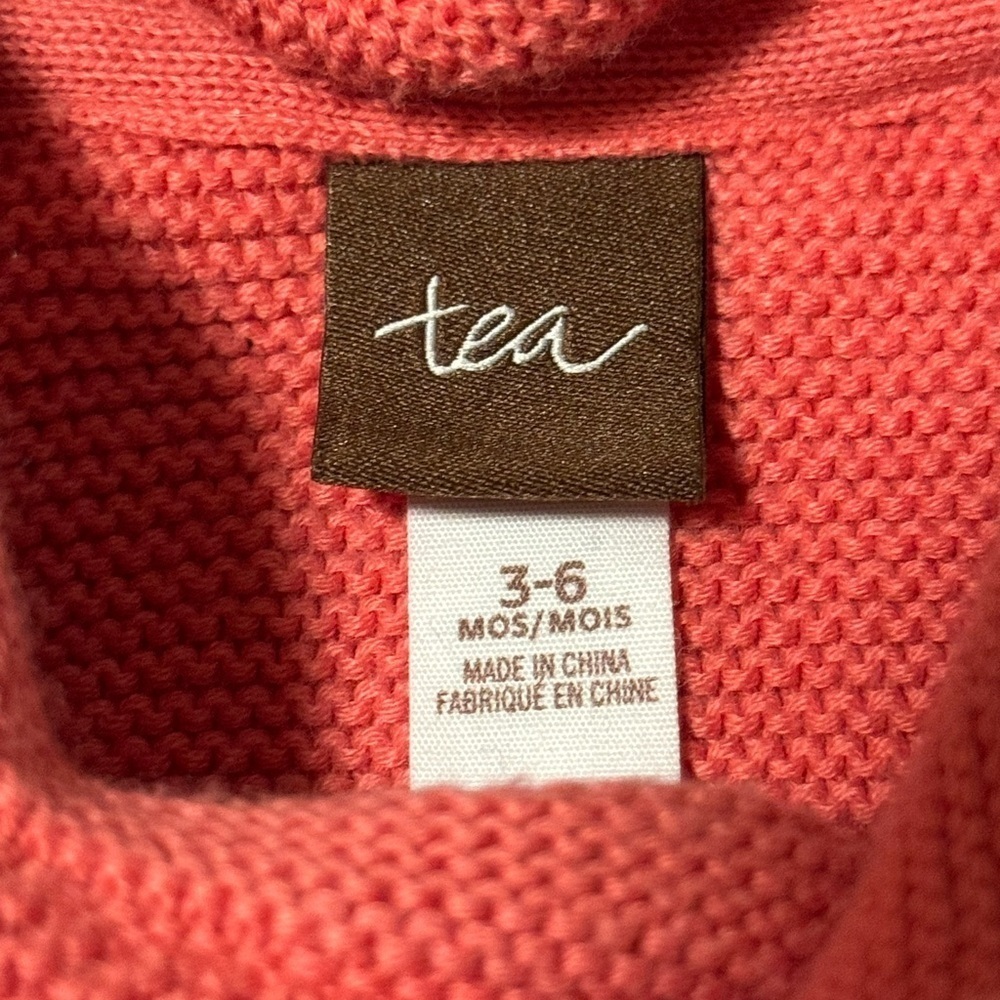 tea
3-6
MOS/MOIS
MADE IN CHINA
FABRIQUÉ EN CHINE